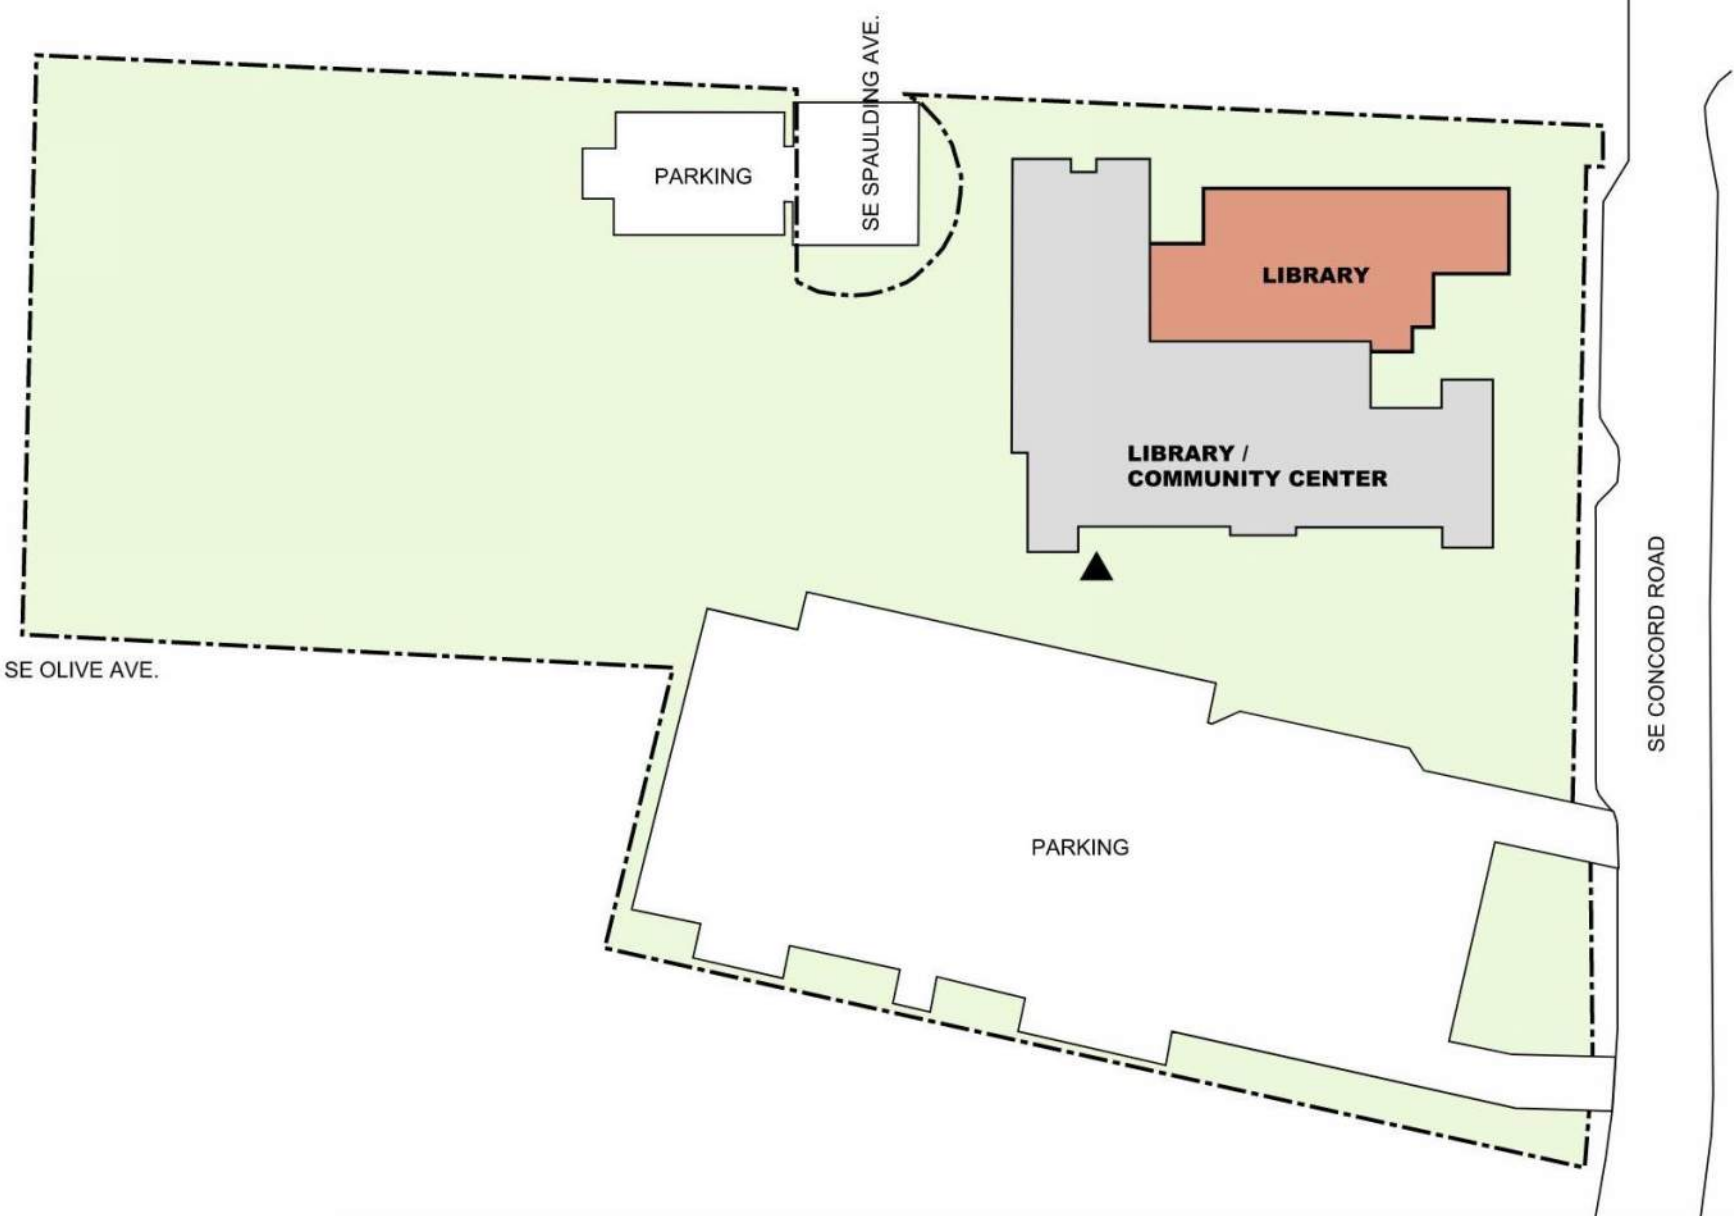 SE SPAULDING AVE.
PARKING
LIBRARY
LIBRARY /
COMMUNITY CENTER
SE OLIVE AVE.
SE CONCORD ROAD
PARKING